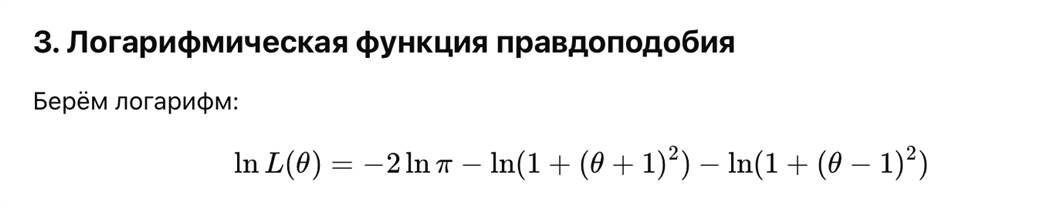 3. Логарифмическая функция правдоподобия
Берём логарифм:
ln L(θ) = −2 ln π − ln(1 + (θ + 1)²) − ln(1 + (θ − 1)²)